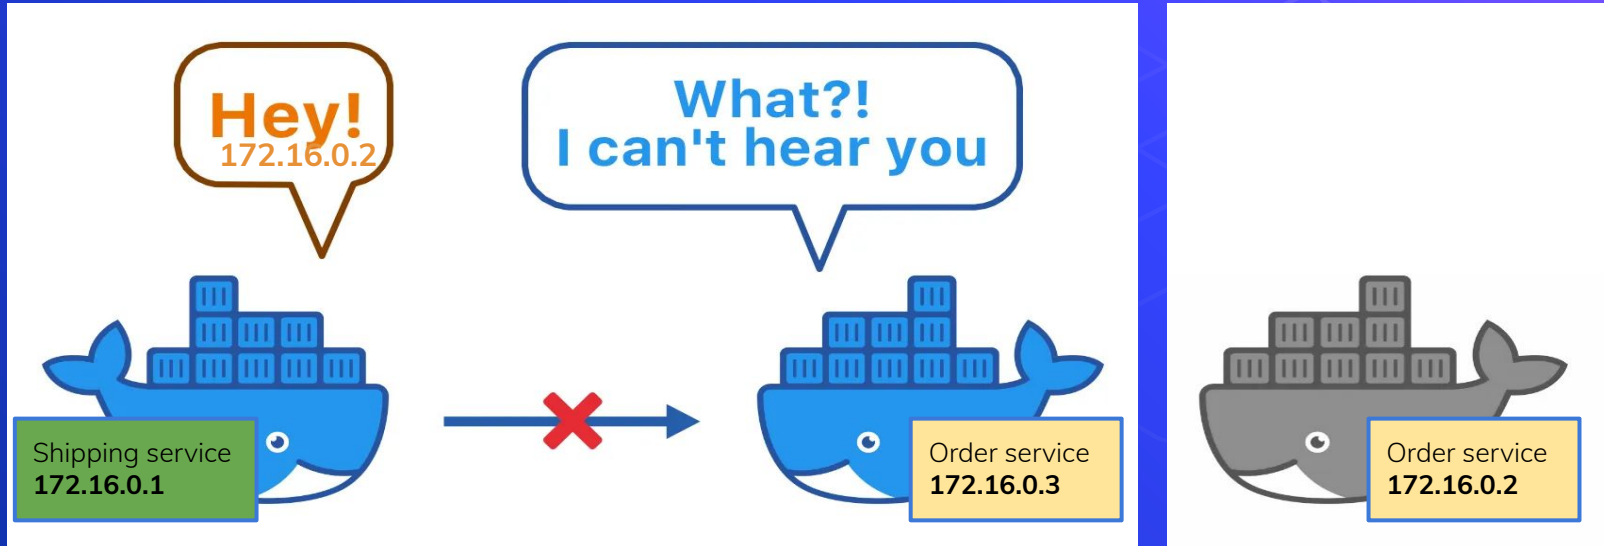 Hey!
172.16.0.2
What?!
I can't hear you
Shipping service
172.16.0.1
Order service
172.16.0.3
Order service
172.16.0.2